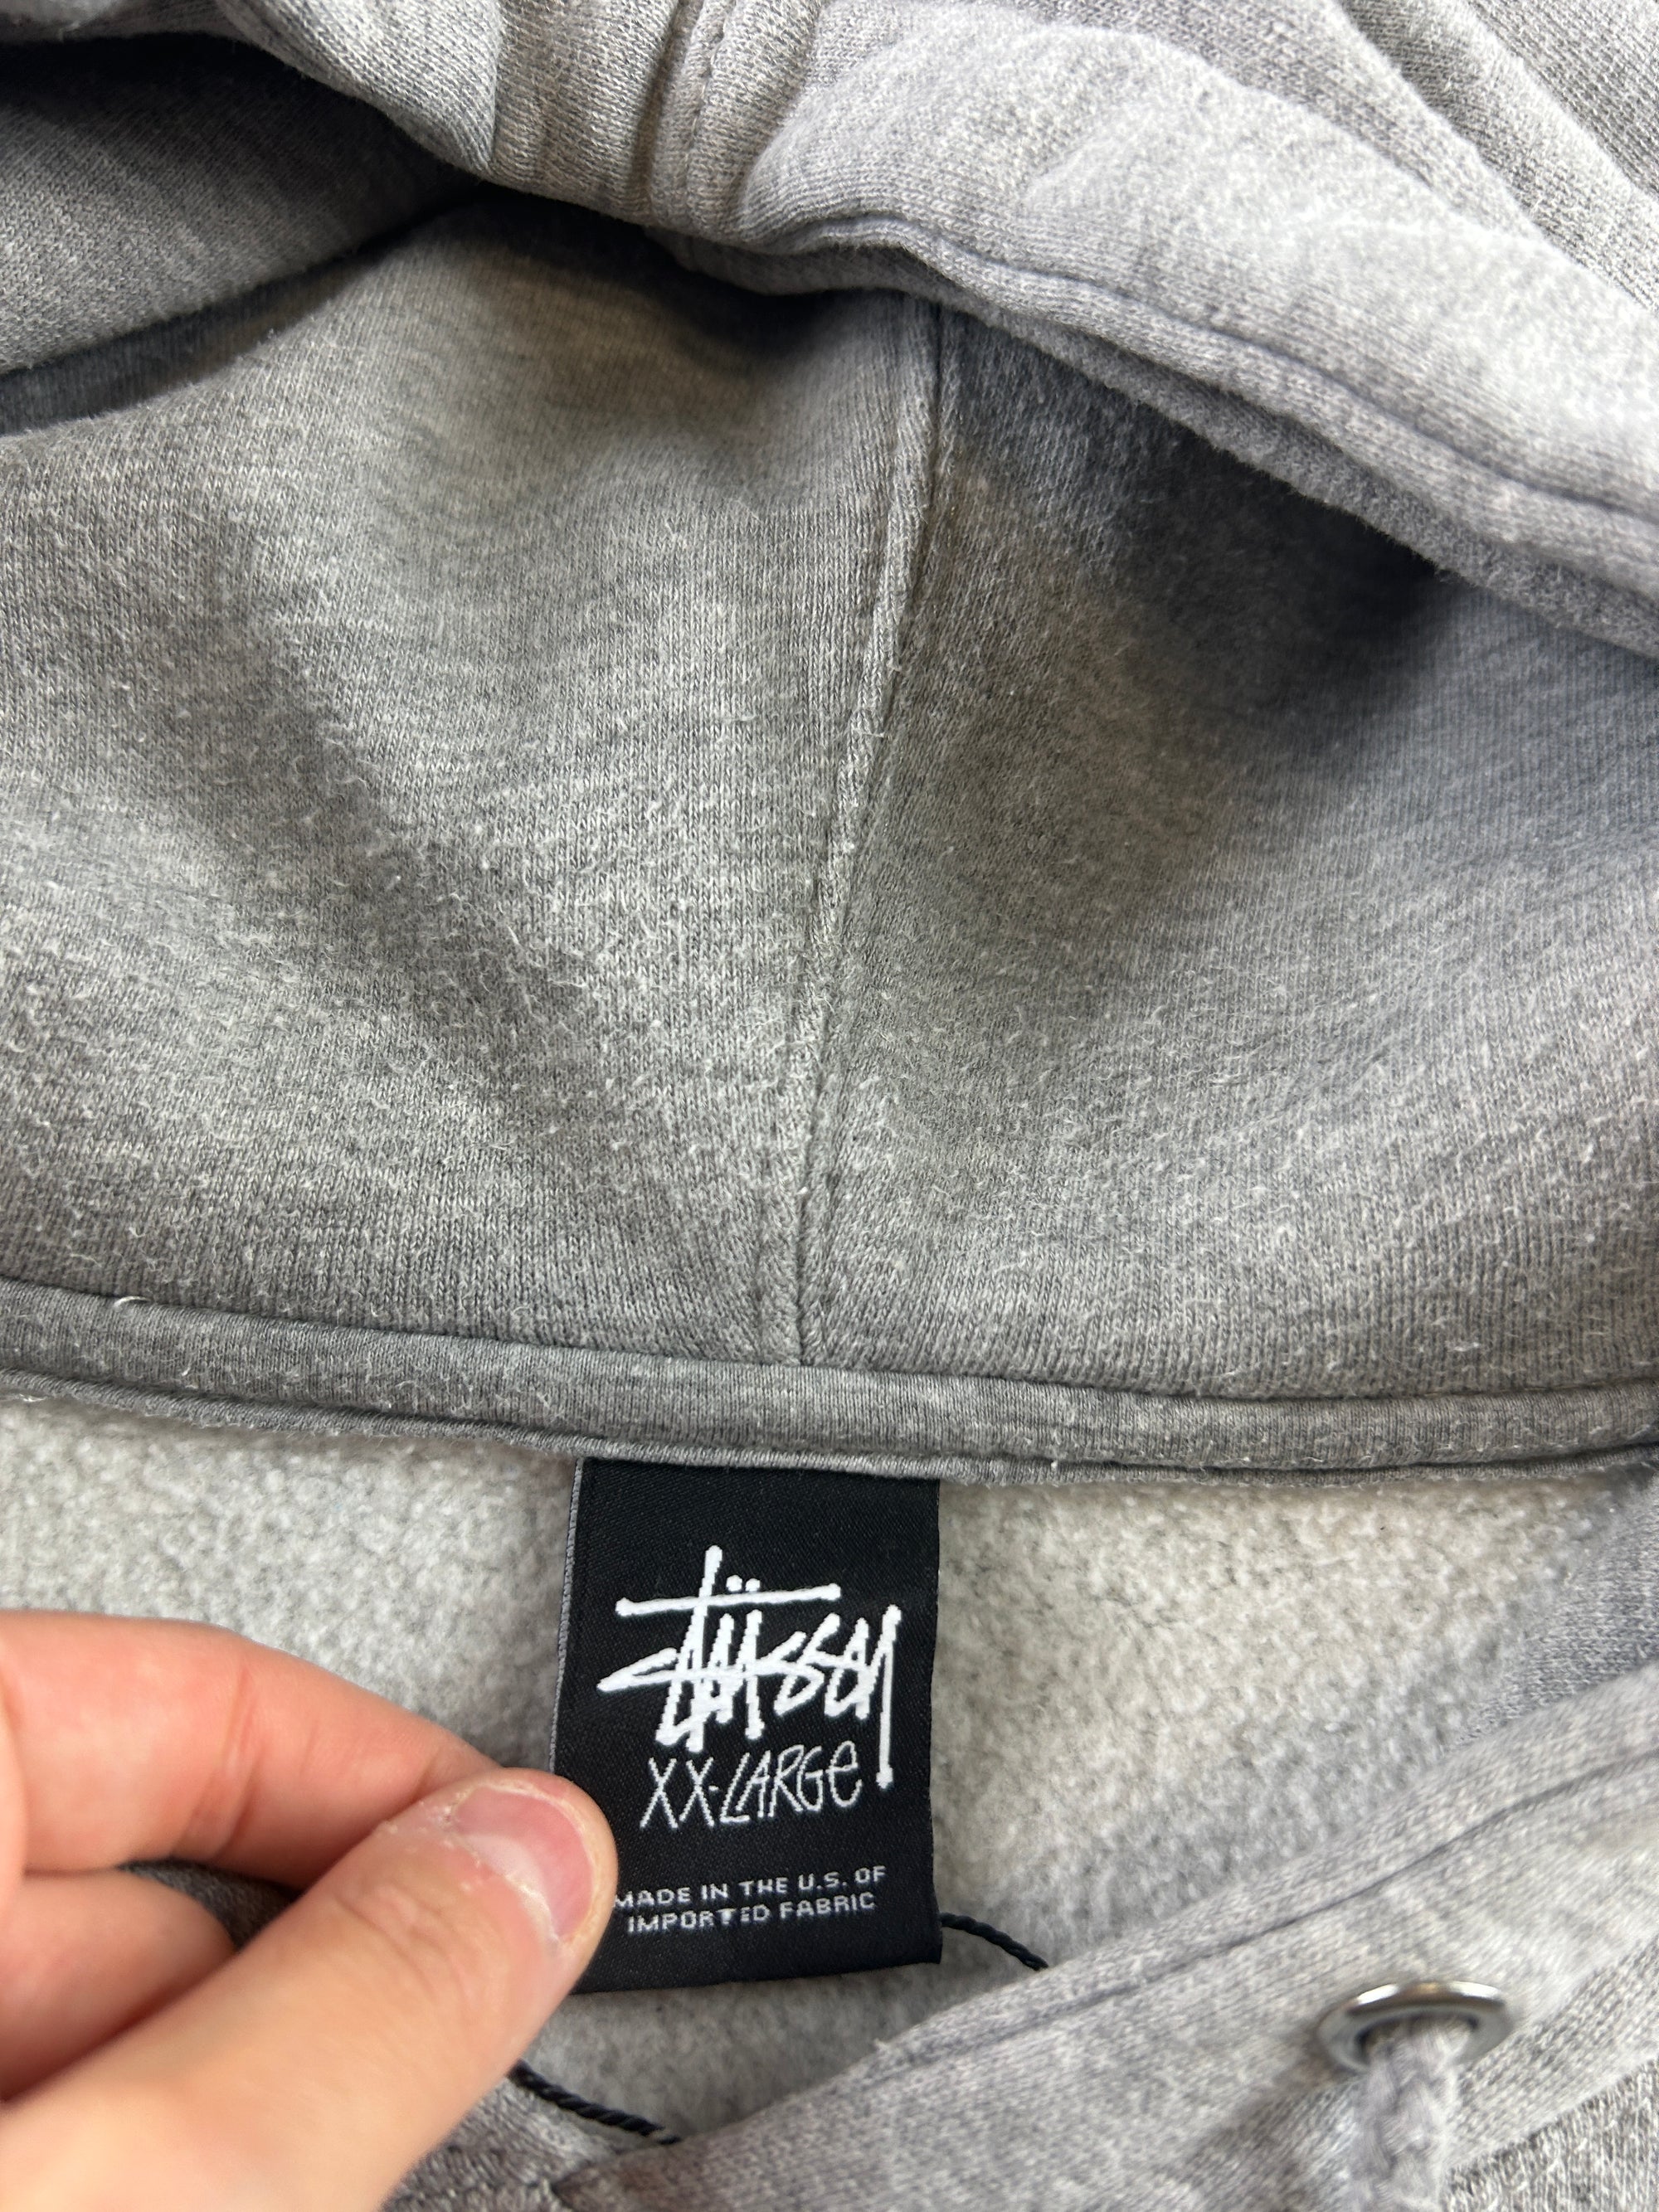 Stüssy
XX-LARGE
MADE IN THE U.S. OF
IMPORTED FABRIC